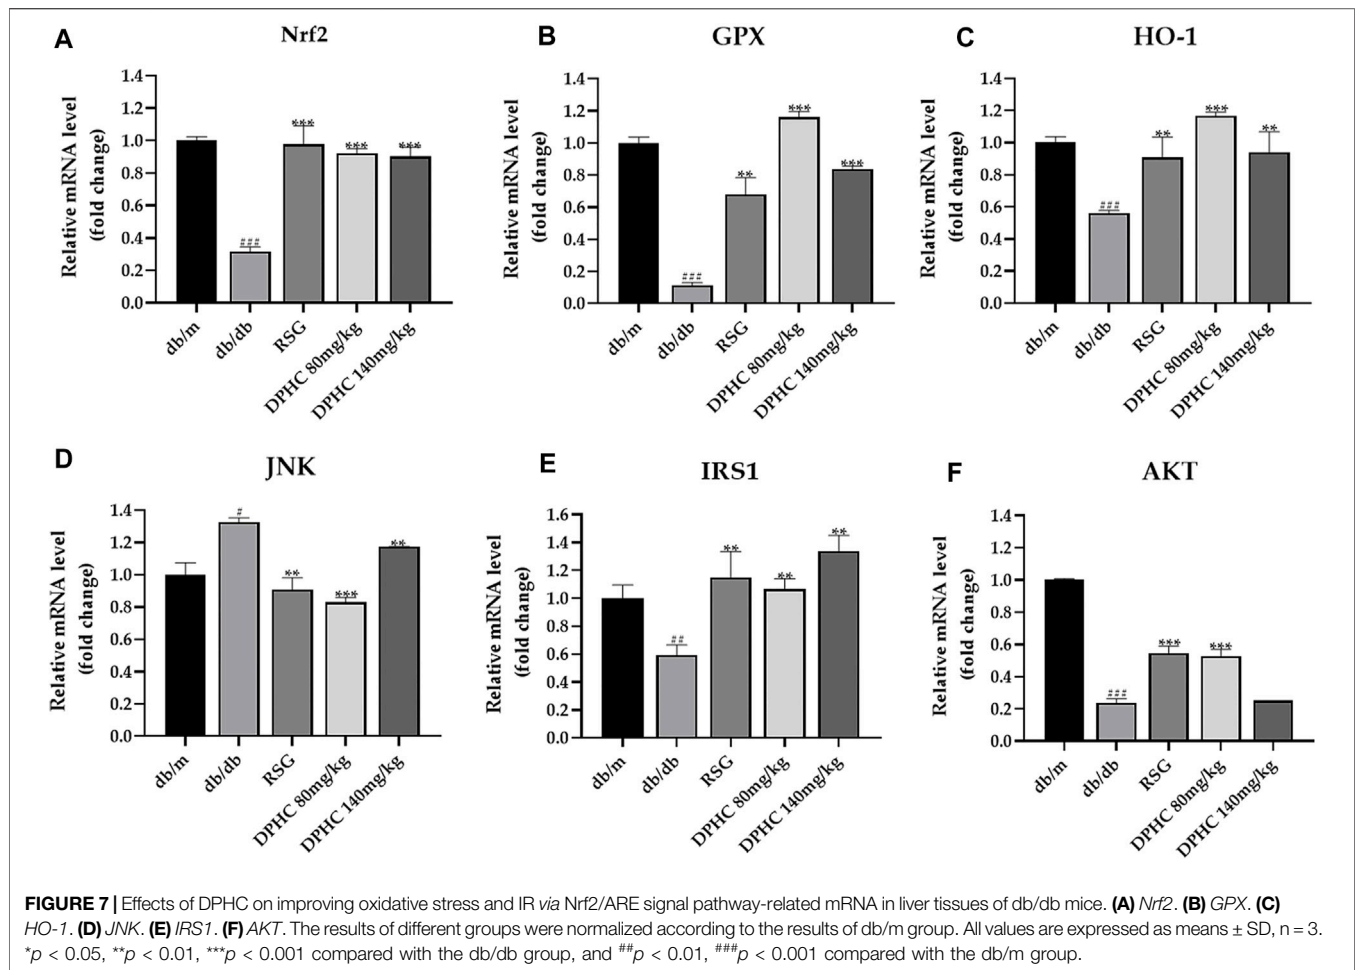 A
Nrf2
Relative mRNA level
(fold change)
1.4
1.2
1.0
0.8
0.6
0.4
0.2
0.0
###
***
***
***
db/m
db/db
RSG
DPHC 80mg/kg
DPHC 140mg/kg
B
GPX
Relative mRNA level
(fold change)
1.4
1.2
1.0
0.8
0.6
0.4
0.2
0.0
###
**
***
***
db/m
db/db
RSG
DPHC 80mg/kg
DPHC 140mg/kg
C
HO-1
Relative mRNA level
(fold change)
1.4
1.2
1.0
0.8
0.6
0.4
0.2
0.0
###
**
***
**
db/m
db/db
RSG
DPHC 80mg/kg
DPHC 140mg/kg
D
JNK
Relative mRNA level
(fold change)
1.4
1.2
1.0
0.8
0.6
0.4
0.2
0.0
#
**
***
**
db/m
db/db
RSG
DPHC 80mg/kg
DPHC 140mg/kg
E
IRS1
Relative mRNA level
(fold change)
1.6
1.4
1.2
1.0
0.8
0.6
0.4
0.2
0.0
##
**
**
**
db/m
db/db
RSG
DPHC 80mg/kg
DPHC 140mg/kg
F
AKT
Relative mRNA level
(fold change)
1.4
1.2
1.0
0.8
0.6
0.4
0.2
0.0
###
***
***
db/m
db/db
RSG
DPHC 80mg/kg
DPHC 140mg/kg
FIGURE 7 | Effects of DPHC on improving oxidative stress and IR via Nrf2/ARE signal pathway-related mRNA in liver tissues of db/db mice. (A) Nrf2. (B) GPX. (C)
HO-1. (D) JNK. (E) IRS1. (F) AKT. The results of different groups were normalized according to the results of db/m group. All values are expressed as means ± SD, n = 3.
*p < 0.05, **p < 0.01, ***p < 0.001 compared with the db/db group, and ##p < 0.01, ###p < 0.001 compared with the db/m group.